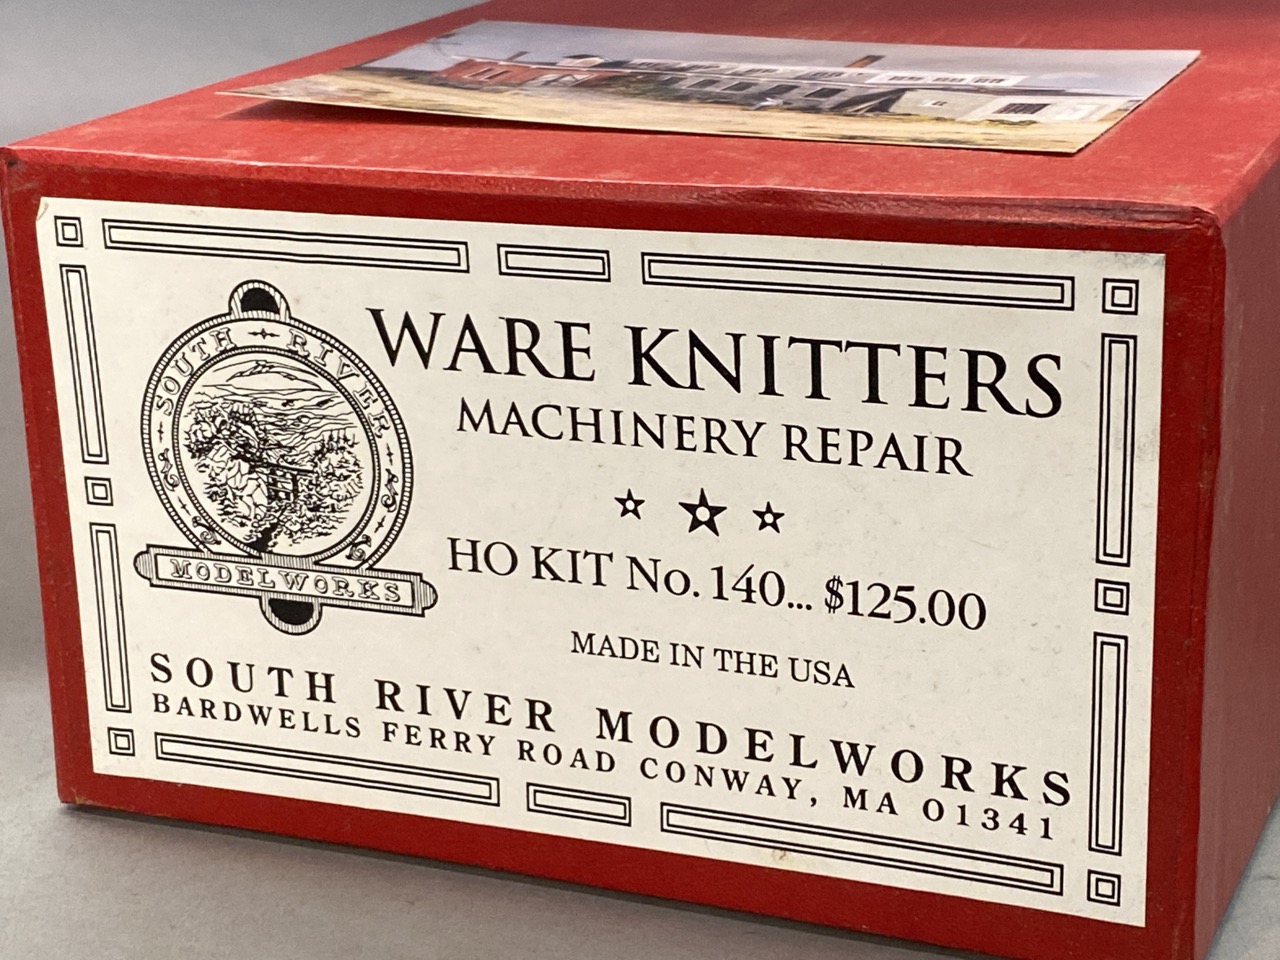 SOUTH RIVER
MODELWORKS
WARE KNITTERS
MACHINERY REPAIR
HO KIT No. 140... $125.00
MADE IN THE USA
SOUTH RIVER MODELWORKS
BARDWELLS FERRY ROAD CONWAY, MA 01341